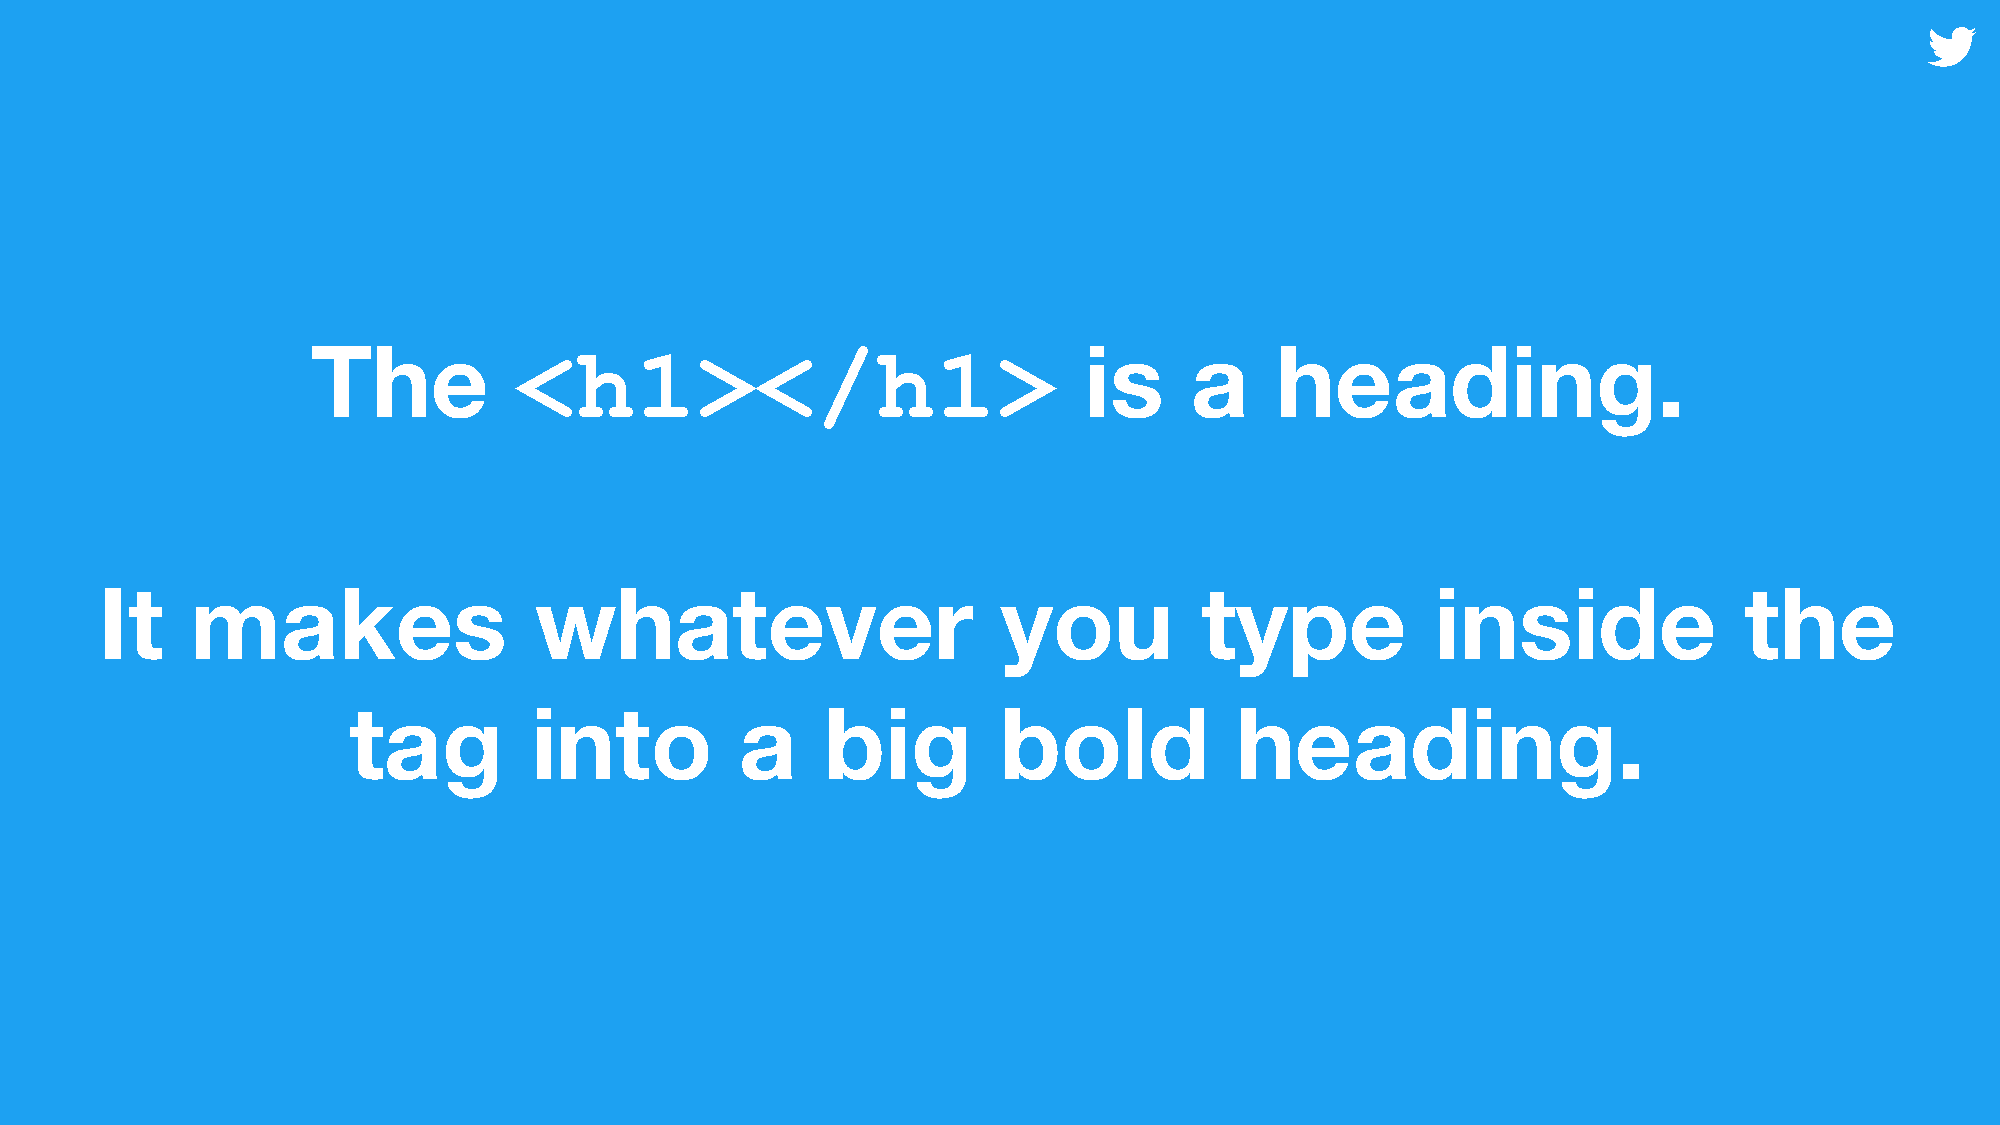 The <h1></h1> is a heading.
It makes whatever you type inside the
tag into a big bold heading.